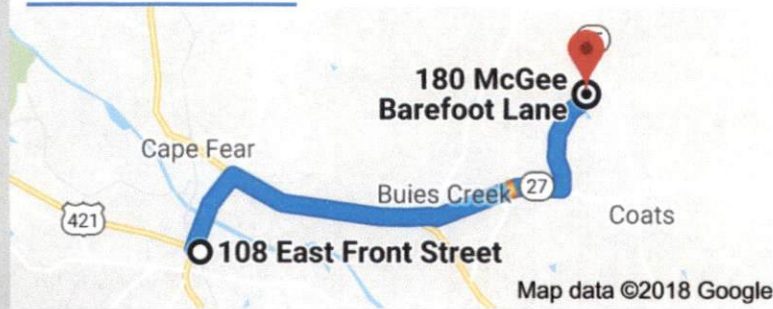 180 McGee
Barefoot Lane
Cape Fear
Buies Creek
27
421
Coats
108 East Front Street
Map data ©2018 Google